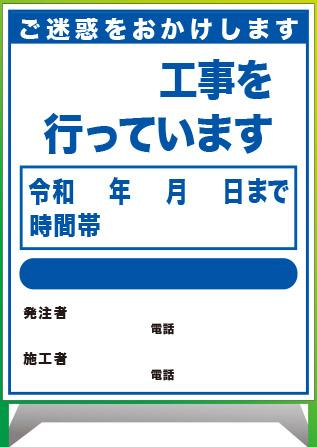 ご迷惑をおかけします
工事を
行っています
令和　年　月　日まで
時間帯
発注者
電話
施工者
電話